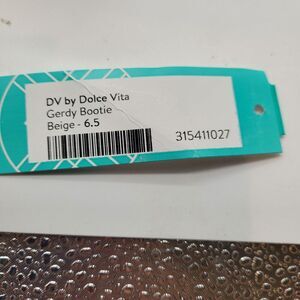 DV by Dolce Vita
Gerdy Bootie
Beige - 6.5
315411027